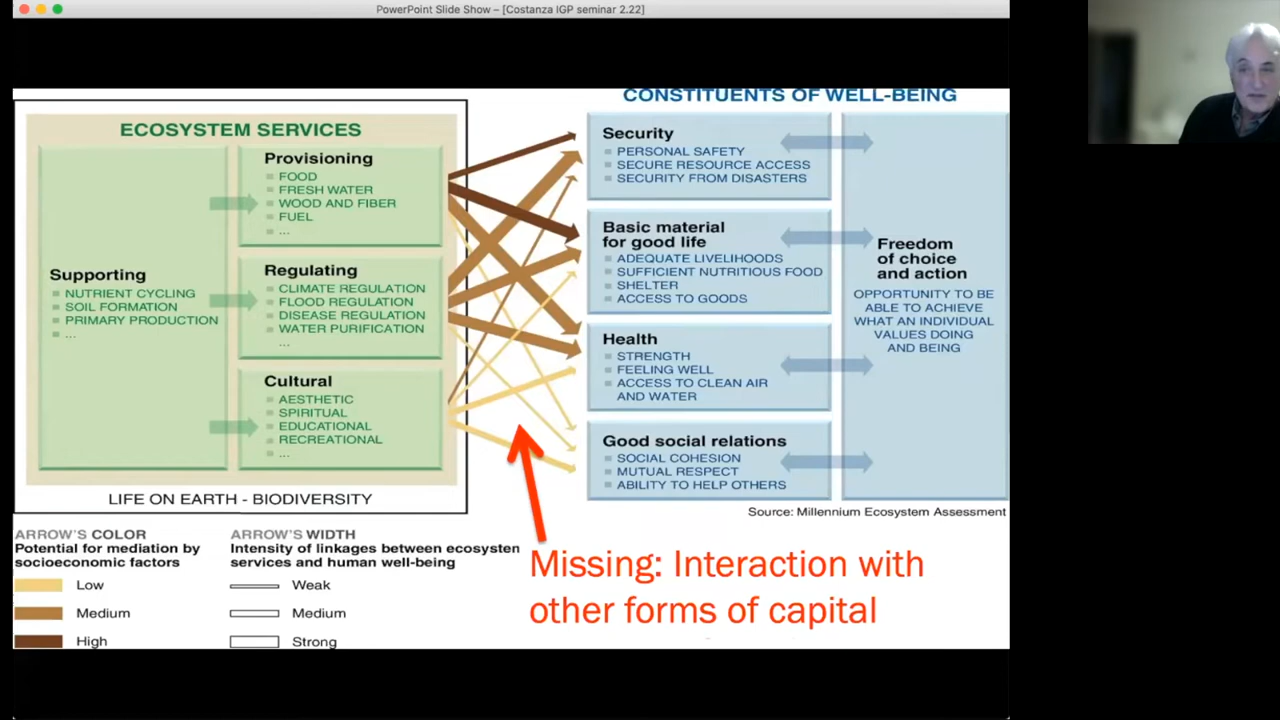 PowerPoint Slide Show – [Costanza IGP seminar 2.22]
ECOSYSTEM SERVICES
Supporting
NUTRIENT CYCLING
SOIL FORMATION
PRIMARY PRODUCTION
...
Provisioning
FOOD
FRESH WATER
WOOD AND FIBER
FUEL
...
Regulating
CLIMATE REGULATION
FLOOD REGULATION
DISEASE REGULATION
WATER PURIFICATION
...
Cultural
AESTHETIC
SPIRITUAL
EDUCATIONAL
RECREATIONAL
...
LIFE ON EARTH - BIODIVERSITY
CONSTITUENTS OF WELL-BEING
Security
PERSONAL SAFETY
SECURE RESOURCE ACCESS
SECURITY FROM DISASTERS
Basic material
for good life
ADEQUATE LIVELIHOODS
SUFFICIENT NUTRITIOUS FOOD
SHELTER
ACCESS TO GOODS
Health
STRENGTH
FEELING WELL
ACCESS TO CLEAN AIR
AND WATER
Good social relations
SOCIAL COHESION
MUTUAL RESPECT
ABILITY TO HELP OTHERS
Freedom
of choice
and action
OPPORTUNITY TO BE
ABLE TO ACHIEVE
WHAT AN INDIVIDUAL
VALUES DOING
AND BEING
Source: Millennium Ecosystem Assessment
ARROW'S COLOR
Potential for mediation by
socioeconomic factors
Low
Medium
High
ARROW'S WIDTH
Intensity of linkages between ecosysten
services and human well-being
Weak
Medium
Strong
Missing: Interaction with
other forms of capital